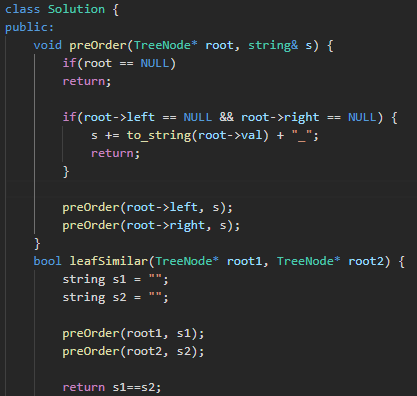 class Solution {
public:
    void preOrder(TreeNode* root, string& s) {
        if(root == NULL)
        return;

        if(root->left == NULL && root->right == NULL) {
            s += to_string(root->val) + "_";
            return;
        }

        preOrder(root->left, s);
        preOrder(root->right, s);
    }
    bool leafSimilar(TreeNode* root1, TreeNode* root2) {
        string s1 = "";
        string s2 = "";

        preOrder(root1, s1);
        preOrder(root2, s2);

        return s1==s2;